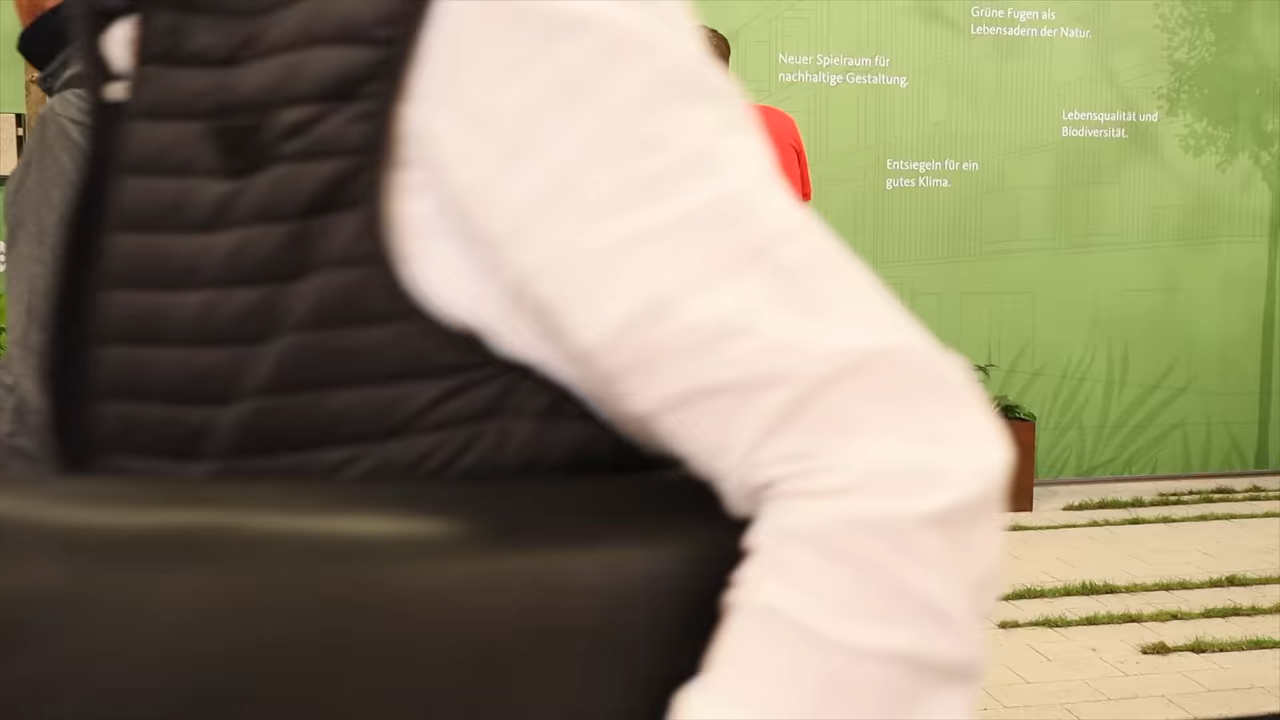 Grüne Fugen als
Lebensadern der Natur.
Neuer Spielraum für
nachhaltige Gestaltung.
Lebensqualität und
Biodiversität.
Entsiegeln für ein
gutes Klima.